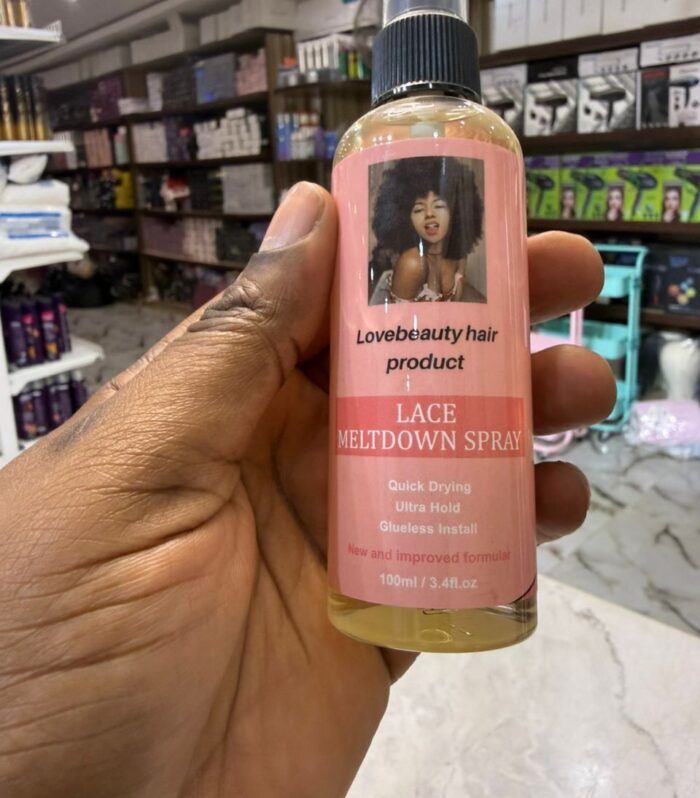 Lovebeauty hair
product
LACE
MELTDOWN SPRAY
Quick Drying
Ultra Hold
Glueless Install
New and improved formular
100ml / 3.4fl.oz